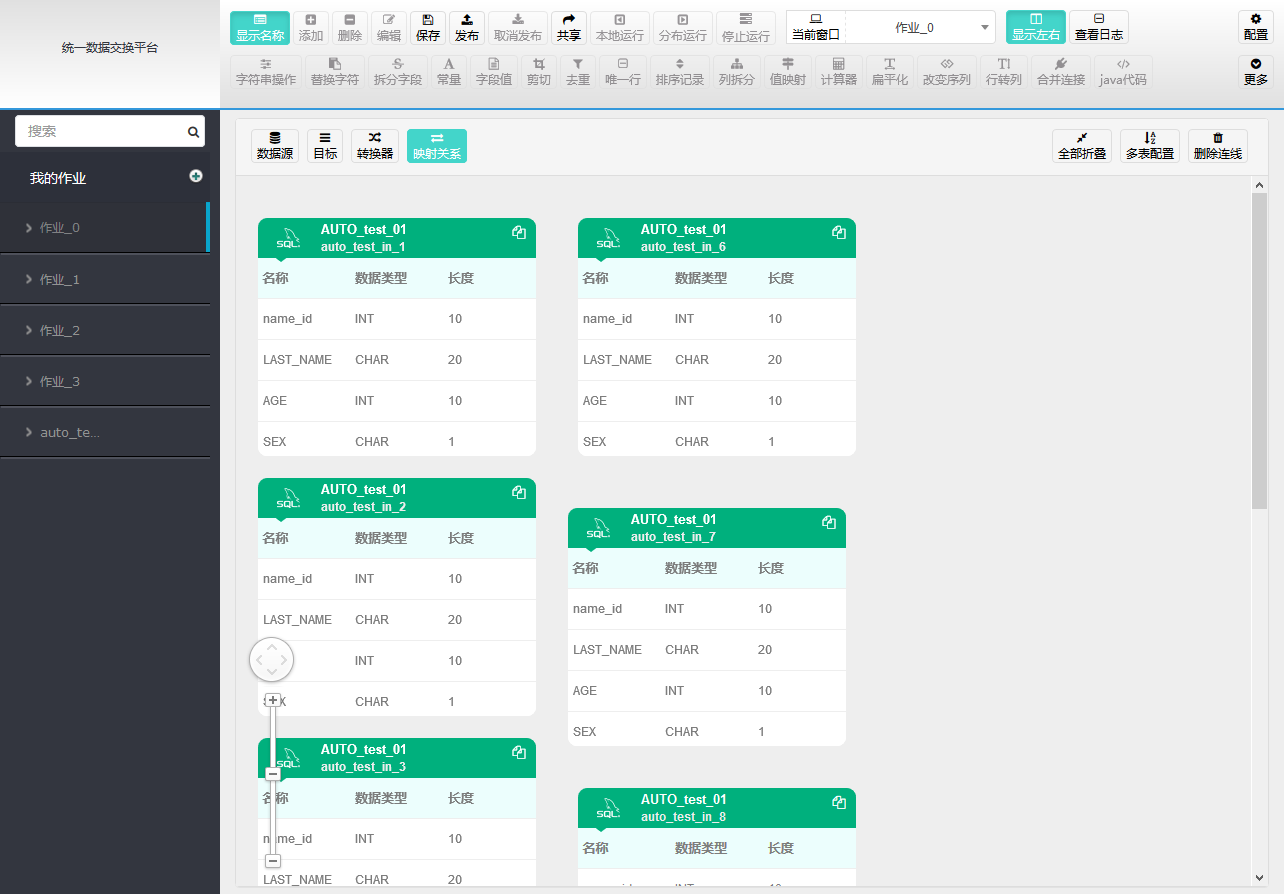 统一数据交换平台
显示名称 添加 删除 编辑 保存 发布 取消发布 共享 本地运行 分布运行 停止运行 当前窗口 作业_0 显示左右 查看日志 配置
字符串操作 替换字符 拆分字段 常量 字段值 剪切 去重 唯一行 排序记录 列拆分 值映射 计算器 扁平化 改变序列 行转列 合并连接 java代码 更多
搜索
我的作业
作业_0
作业_1
作业_2
作业_3
auto_te...
数据源 目标 转换器 映射关系 全部折叠 多表配置 删除连线
SQL
AUTO_test_01
auto_test_in_1
名称 数据类型 长度
name_id INT 10
LAST_NAME CHAR 20
AGE INT 10
SEX CHAR 1
SQL
AUTO_test_01
auto_test_in_6
名称 数据类型 长度
name_id INT 10
LAST_NAME CHAR 20
AGE INT 10
SEX CHAR 1
SQL
AUTO_test_01
auto_test_in_2
名称 数据类型 长度
name_id INT 10
LAST_NAME CHAR 20
INT 10
CHAR 1
SQL
AUTO_test_01
auto_test_in_7
名称 数据类型 长度
name_id INT 10
LAST_NAME CHAR 20
AGE INT 10
SEX CHAR 1
SQL
AUTO_test_01
auto_test_in_3
名称 数据类型 长度
name_id INT 10
LAST_NAME CHAR 20
SQL
AUTO_test_01
auto_test_in_8
名称 数据类型 长度